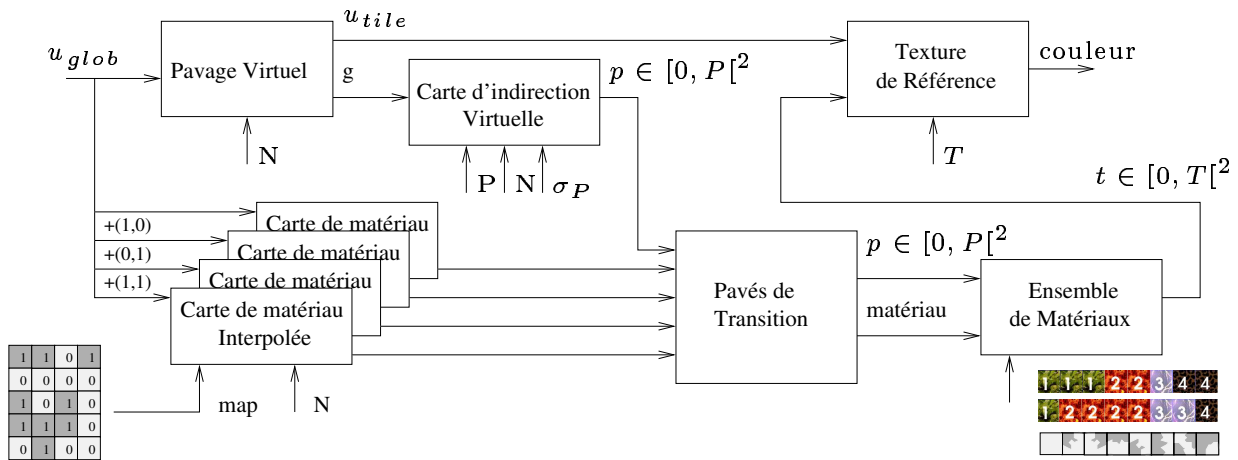 u_glob
Pavage Virtuel
N
u_tile
g
Carte d'indirection
Virtuelle
P N σ_P
p ∈ [0, P[²
Texture
de Référence
T
couleur
t ∈ [0, T[²
+(1,0)
+(0,1)
+(1,1)
Carte de matériau
Carte de matériau
Carte de matériau
Carte de matériau
Interpolée
map
N
Pavés de
Transition
p ∈ [0, P[²
matériau
Ensemble
de Matériaux
1 1 0 1
0 0 0 0
1 0 1 0
1 1 1 0
0 1 0 0
1 1 1 2 2 3 4 4
1 2 2 2 2 3 3 4